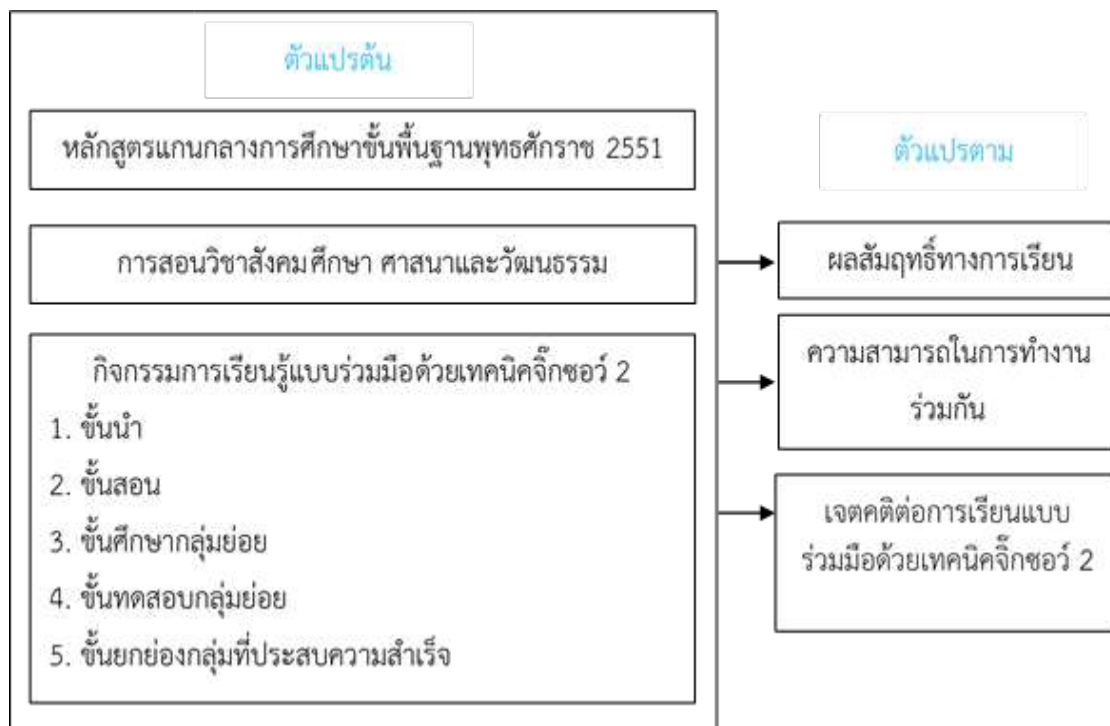 ตัวแปรต้น
หลักสูตรแกนกลางการศึกษาขั้นพื้นฐานพุทธศักราช 2551
การสอนวิชาสังคมศึกษา ศาสนาและวัฒนธรรม
กิจกรรมการเรียนรู้แบบร่วมมือด้วยเทคนิคจิ๊กซอว์ 2
1. ขั้นนำ
2. ขั้นสอน
3. ขั้นศึกษากลุ่มย่อย
4. ขั้นทดสอบกลุ่มย่อย
5. ขั้นยกย่องกลุ่มที่ประสบความสำเร็จ
ตัวแปรตาม
ผลสัมฤทธิ์ทางการเรียน
ความสามารถในการทำงาน
ร่วมกัน
เจตคติต่อการเรียนแบบ
ร่วมมือด้วยเทคนิคจิ๊กซอว์ 2